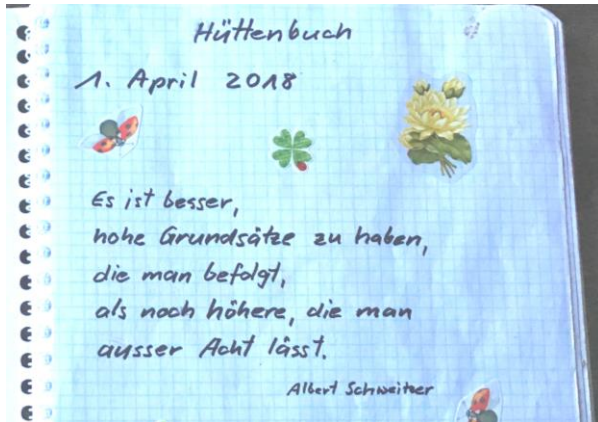 Hüttenbuch
1. April 2018
Es ist besser,
hohe Grundsätze zu haben,
die man befolgt,
als noch höhere, die man
ausser Acht lässt.
Albert Schweitzer